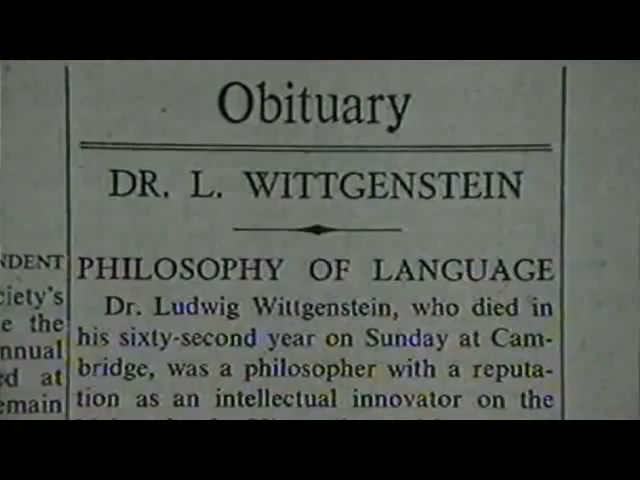 Obituary
DR. L. WITTGENSTEIN
PHILOSOPHY OF LANGUAGE
Dr. Ludwig Wittgenstein, who died in
his sixty-second year on Sunday at Cam-
bridge, was a philosopher with a reputa-
tion as an intellectual innovator on the
NDENT
ciety's
e the
nnual
ed at
emain